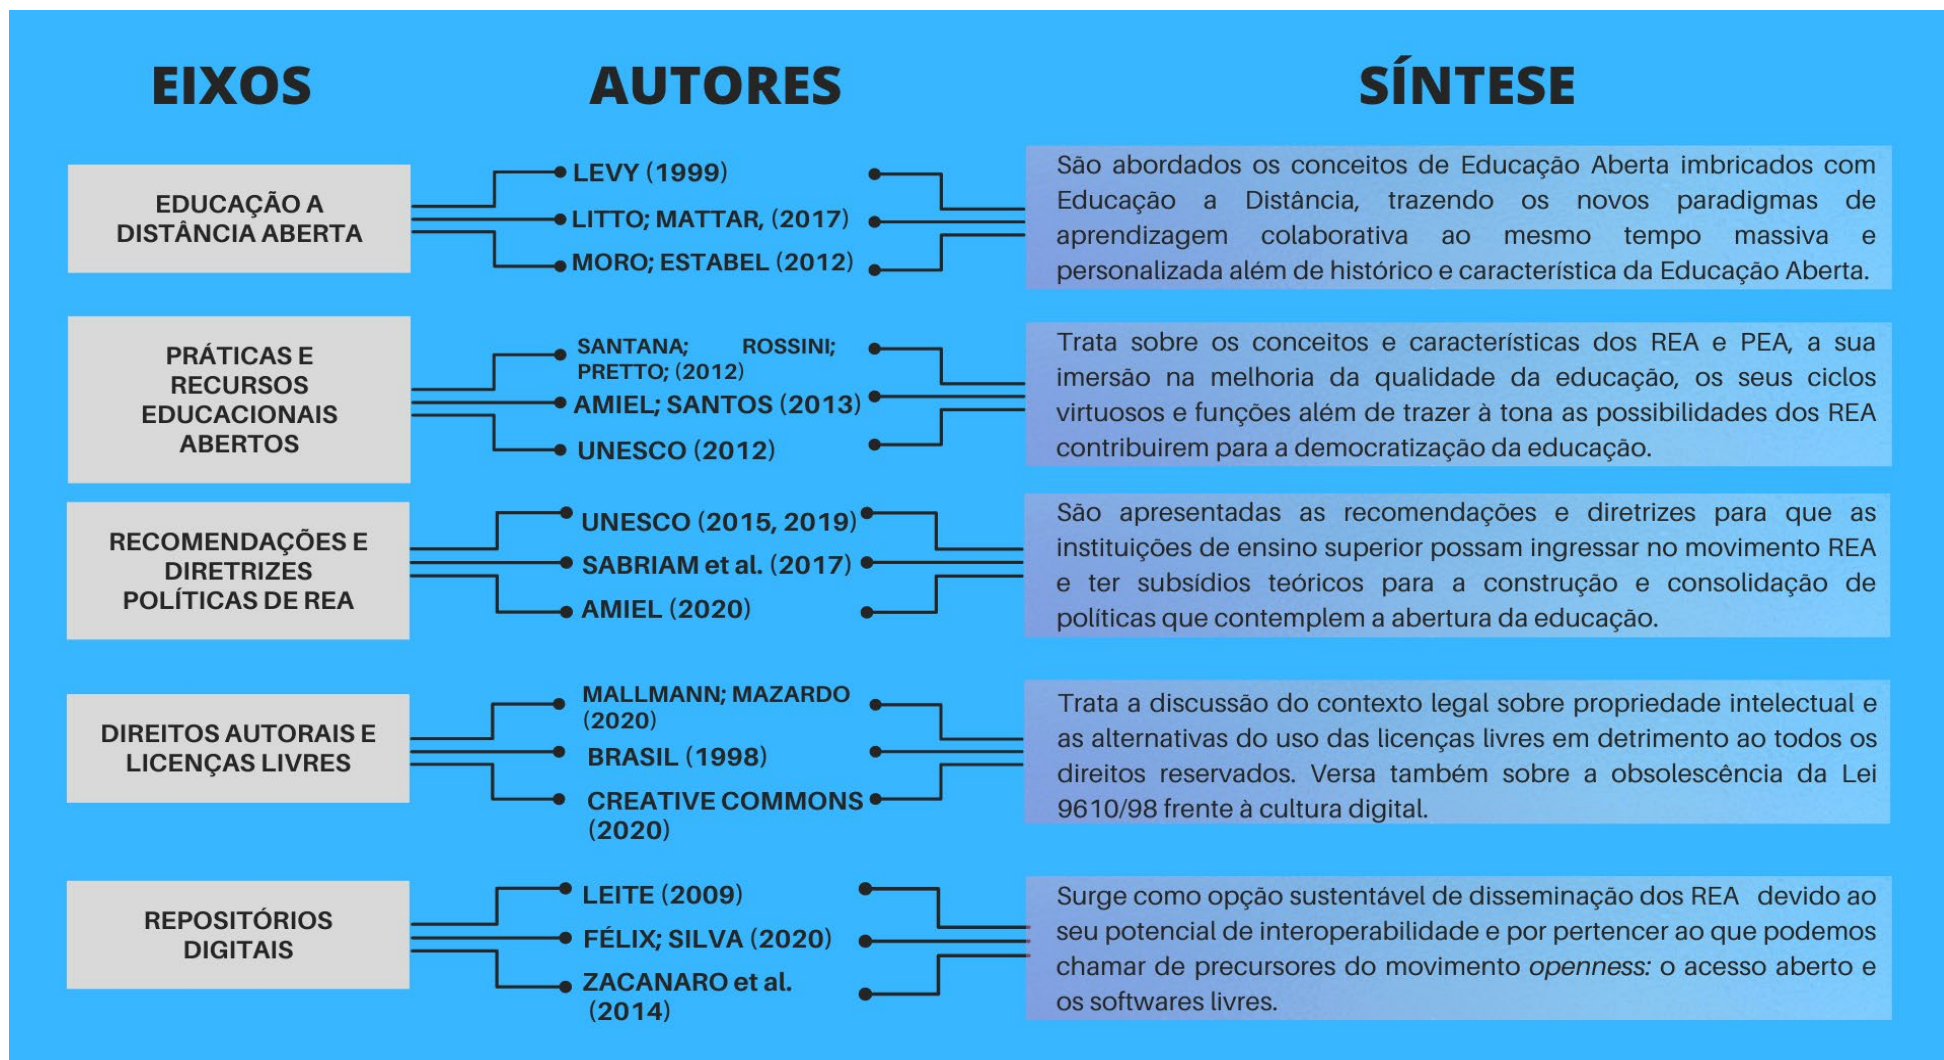 EIXOS
AUTORES
SÍNTESE
EDUCAÇÃO A
DISTÂNCIA ABERTA
LEVY (1999)
LITTO; MATTAR, (2017)
MORO; ESTABEL (2012)
São abordados os conceitos de Educação Aberta imbricados com
Educação a Distância, trazendo os novos paradigmas de
aprendizagem colaborativa ao mesmo tempo massiva e
personalizada além de histórico e característica da Educação Aberta.
PRÁTICAS E
RECURSOS
EDUCACIONAIS
ABERTOS
SANTANA; ROSSINI;
PRETTO; (2012)
AMIEL; SANTOS (2013)
UNESCO (2012)
Trata sobre os conceitos e características dos REA e PEA, a sua
imersão na melhoria da qualidade da educação, os seus ciclos
virtuosos e funções além de trazer à tona as possibilidades dos REA
contribuirem para a democratização da educação.
RECOMENDAÇÕES E
DIRETRIZES
POLÍTICAS DE REA
UNESCO (2015, 2019)
SABRIAM et al. (2017)
AMIEL (2020)
São apresentadas as recomendações e diretrizes para que as
instituições de ensino superior possam ingressar no movimento REA
e ter subsídios teóricos para a construção e consolidação de
políticas que contemplem a abertura da educação.
DIREITOS AUTORAIS E
LICENÇAS LIVRES
MALLMANN; MAZARDO
(2020)
BRASIL (1998)
CREATIVE COMMONS
(2020)
Trata a discussão do contexto legal sobre propriedade intelectual e
as alternativas do uso das licenças livres em detrimento ao todos os
direitos reservados. Versa também sobre a obsolescência da Lei
9610/98 frente à cultura digital.
REPOSITÓRIOS
DIGITAIS
LEITE (2009)
FÉLIX; SILVA (2020)
ZACANARO et al.
(2014)
Surge como opção sustentável de disseminação dos REA devido ao
seu potencial de interoperabilidade e por pertencer ao que podemos
chamar de precursores do movimento openness: o acesso aberto e
os softwares livres.